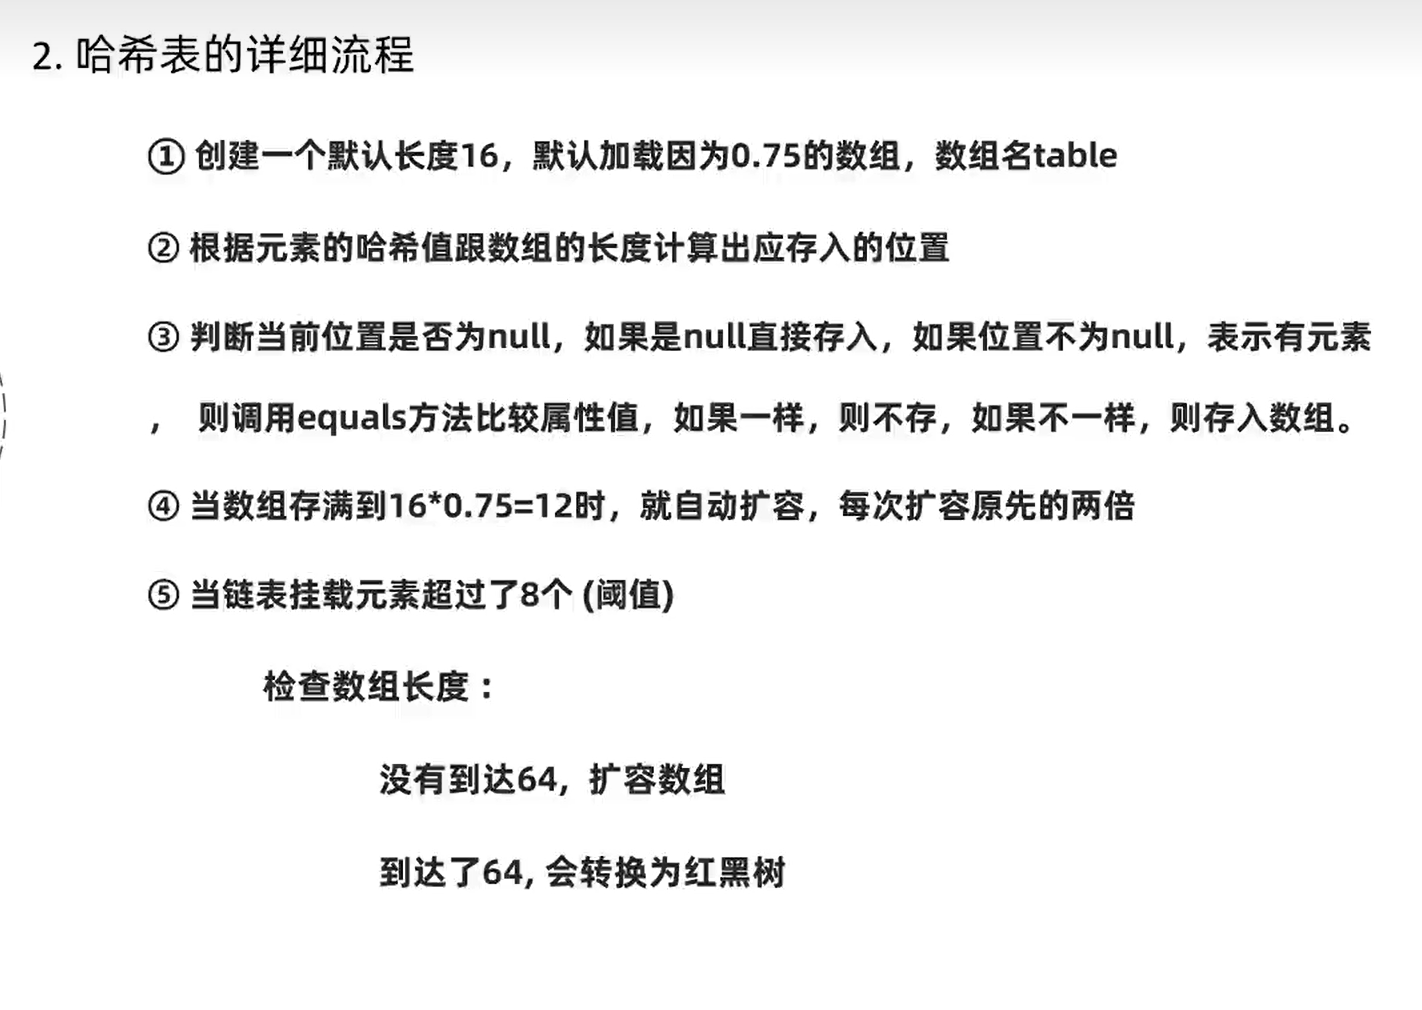 2. 哈希表的详细流程
① 创建一个默认长度16，默认加载因为0.75的数组，数组名table
② 根据元素的哈希值跟数组的长度计算出应存入的位置
③ 判断当前位置是否为null，如果是null直接存入，如果位置不为null，表示有元素
， 则调用equals方法比较属性值，如果一样，则不存，如果不一样，则存入数组。
④ 当数组存满到16*0.75=12时，就自动扩容，每次扩容原先的两倍
⑤ 当链表挂载元素超过了8个 (阈值)
检查数组长度：
没有到达64, 扩容数组
到达了64, 会转换为红黑树